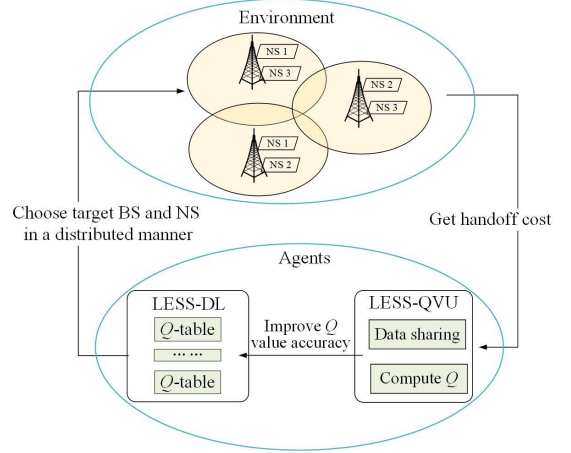 Environment
NS 1
NS 3
NS 2
NS 3
NS 1
NS 2
Choose target BS and NS
in a distributed manner
Get handoff cost
Agents
LESS-DL
Q-table
... ...
Q-table
Improve Q
value accuracy
LESS-QVU
Data sharing
Compute Q